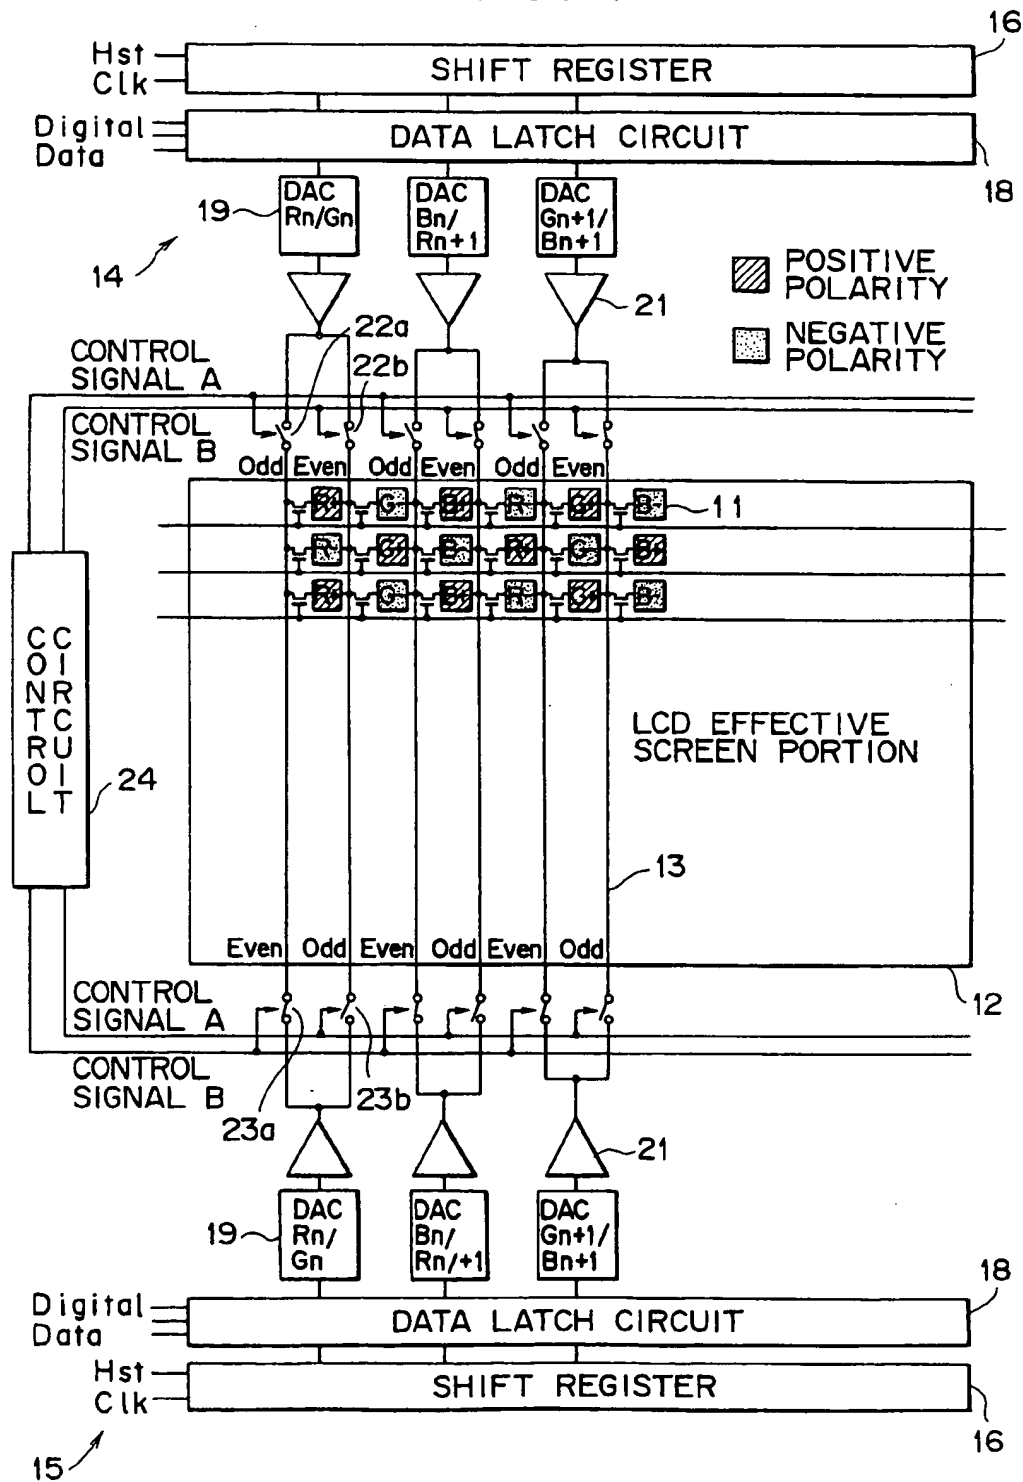 16
Hst
SHIFT REGISTER
Clk
Digital
DATA LATCH CIRCUIT
Data
18
DAC
Rn/Gn
DAC
Bn/
Rn+1
DAC
Gn+1/
Bn+1
19
14
POSITIVE
POLARITY
21
22a
NEGATIVE
POLARITY
CONTROL
SIGNAL A
22b
CONTROL
SIGNAL B
Odd Even Odd Even Odd Even
R+ G- B+ R- G+ B-
11
R- G+ B- R+ G- B+
R+ G- B+ R- G+ B-
CONTROL
CIRCUIT
24
LCD EFFECTIVE
SCREEN PORTION
13
Even Odd Even Odd Even Odd
12
CONTROL
SIGNAL A
CONTROL
SIGNAL B
23a
23b
21
19
DAC
Rn/
Gn
DAC
Bn/
Rn/+1
DAC
Gn+1/
Bn+1
18
Digital
DATA LATCH CIRCUIT
Data
Hst
SHIFT REGISTER
Clk
16
15